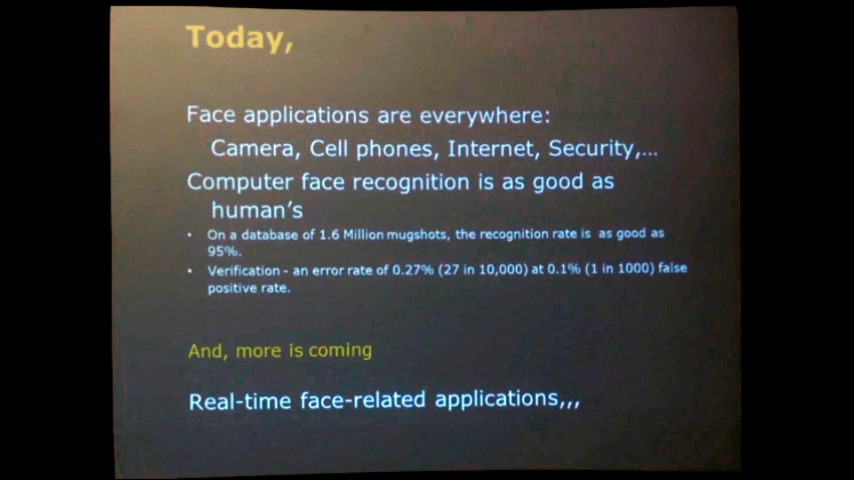 Today,
Face applications are everywhere:
Camera, Cell phones, Internet, Security,...
Computer face recognition is as good as
human's
• On a database of 1.6 Million mugshots, the recognition rate is as good as
95%.
• Verification - an error rate of 0.27% (27 in 10,000) at 0.1% (1 in 1000) false
positive rate.
And, more is coming
Real-time face-related applications,,,